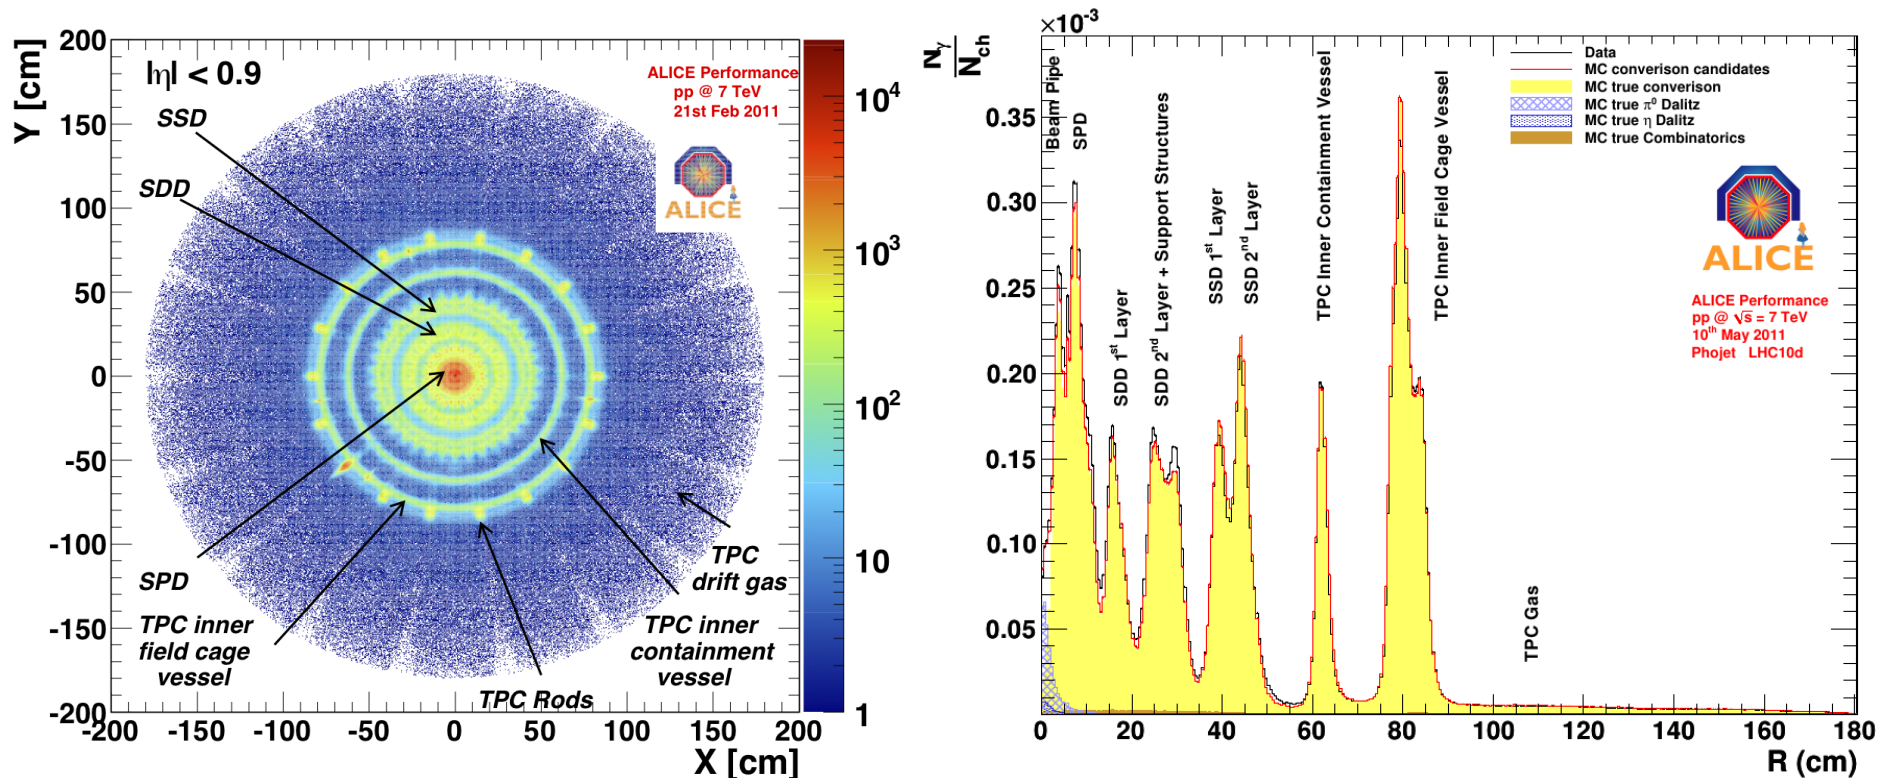 200
150
100
50
0
-50
-100
-150
-200
Y [cm]
|η| < 0.9
SSD
SDD
SPD
TPC inner
field cage
vessel
TPC Rods
TPC inner
containment
vessel
TPC
drift gas
ALICE Performance
pp @ 7 TeV
21st Feb 2011
ALICE
-200 -150 -100 -50 0 50 100 150 200
X [cm]
10⁴
10³
10²
10
1
×10⁻³
Nγ
Nch
0.35
0.30
0.25
0.20
0.15
0.10
0.05
Beam Pipe
SPD
SDD 1st Layer
SDD 2nd Layer + Support Structures
SSD 1st Layer
SSD 2nd Layer
TPC Inner Containment Vessel
TPC Inner Field Cage Vessel
TPC Gas
Data
MC converison candidates
MC true converison
MC true π⁰ Dalitz
MC true η Dalitz
MC true Combinatorics
ALICE
ALICE Performance
pp @ √s = 7 TeV
10th May 2011
Phojet LHC10d
0 20 40 60 80 100 120 140 160 180
R (cm)